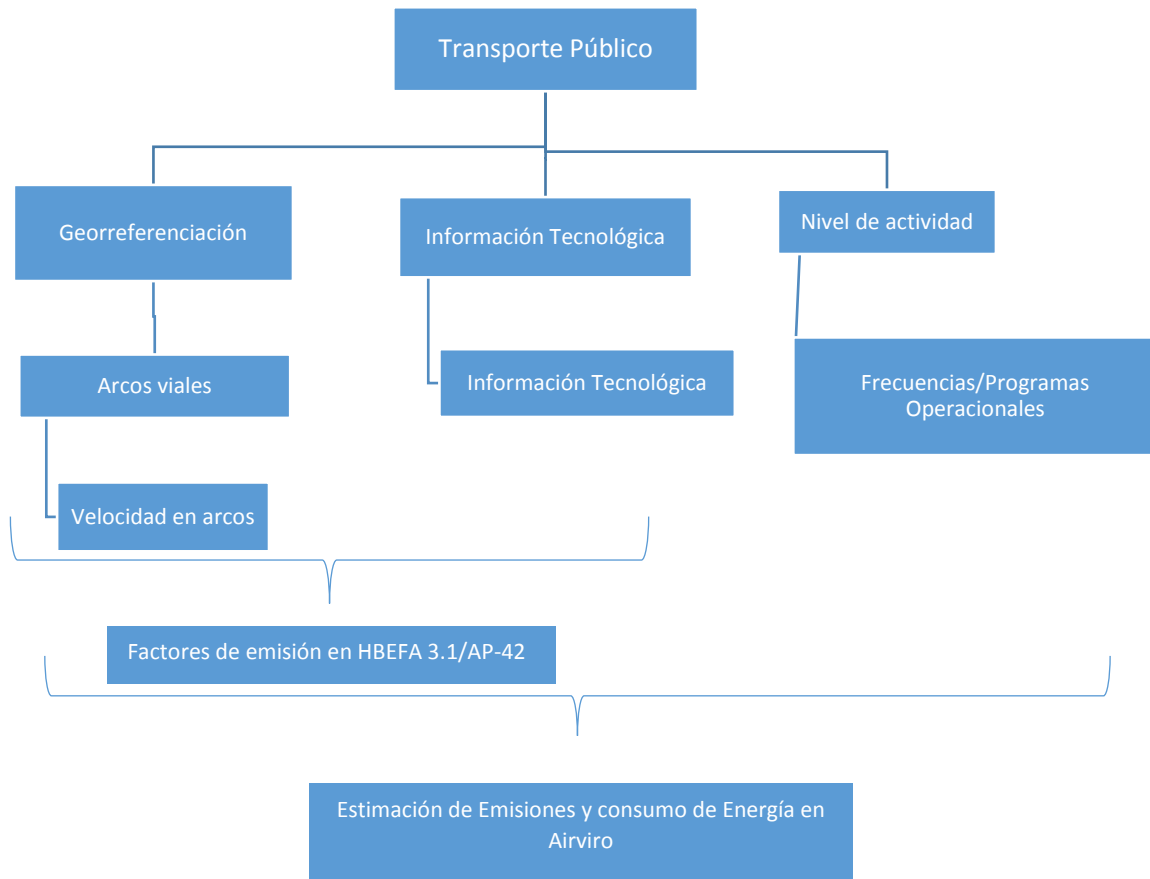 Transporte Público
Georreferenciación
Información Tecnológica
Nivel de actividad
Arcos viales
Información Tecnológica
Frecuencias/Programas
Operacionales
Velocidad en arcos
Factores de emisión en HBEFA 3.1/AP-42
Estimación de Emisiones y consumo de Energía en
Airviro